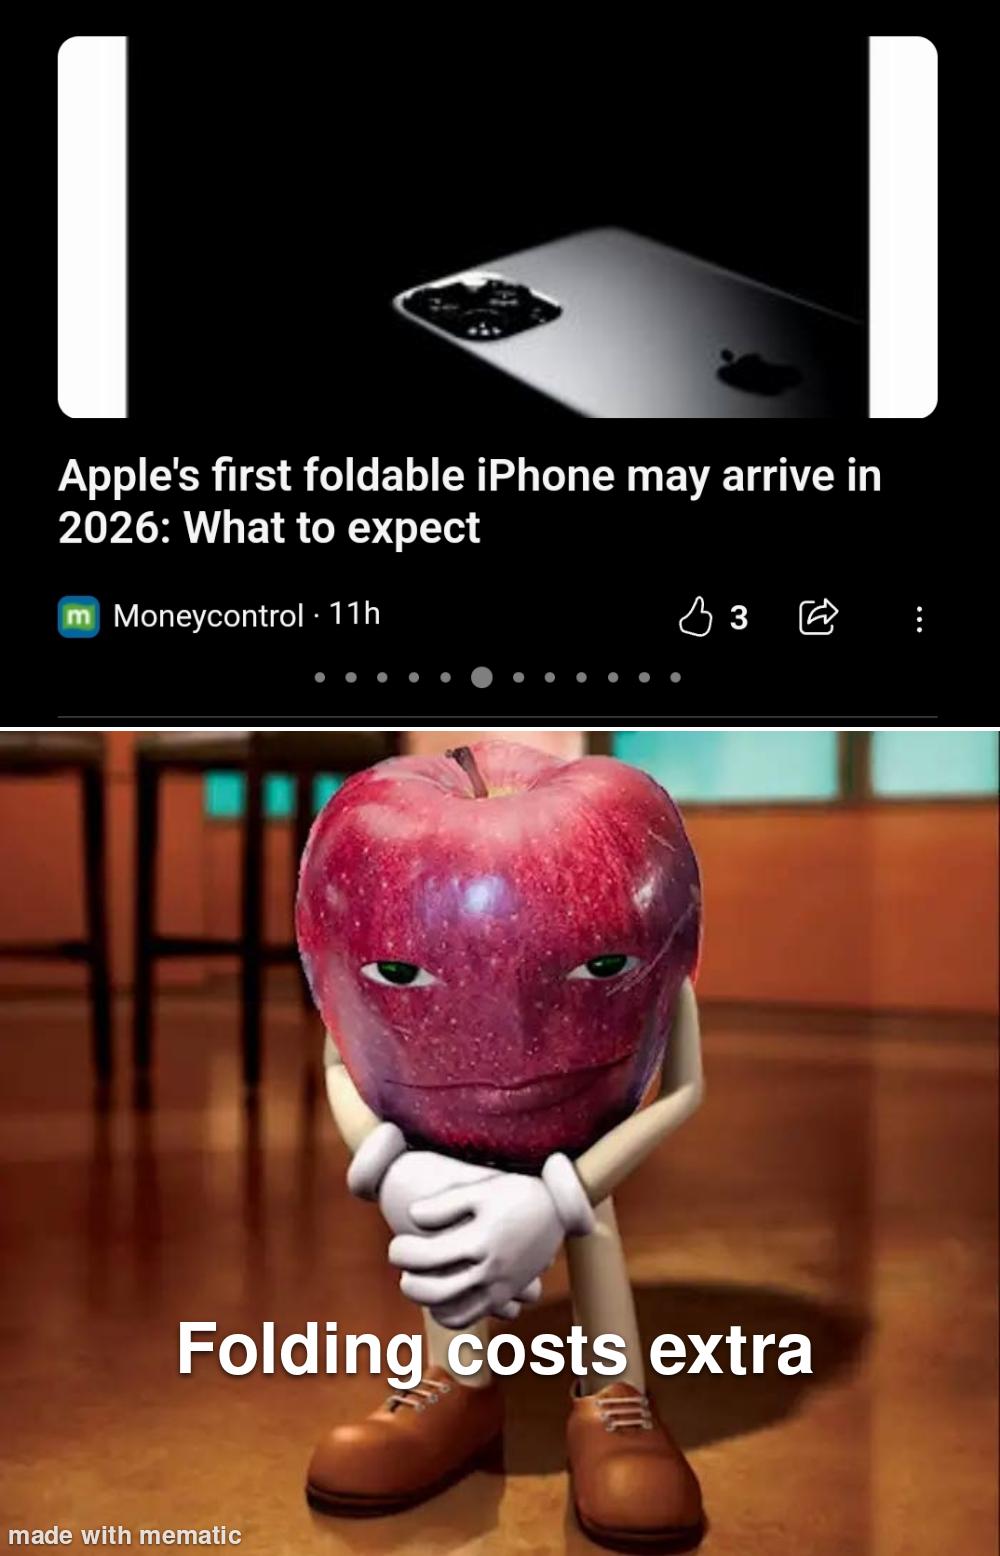 Apple's first foldable iPhone may arrive in
2026: What to expect
m Moneycontrol · 11h 3
Folding costs extra
made with mematic